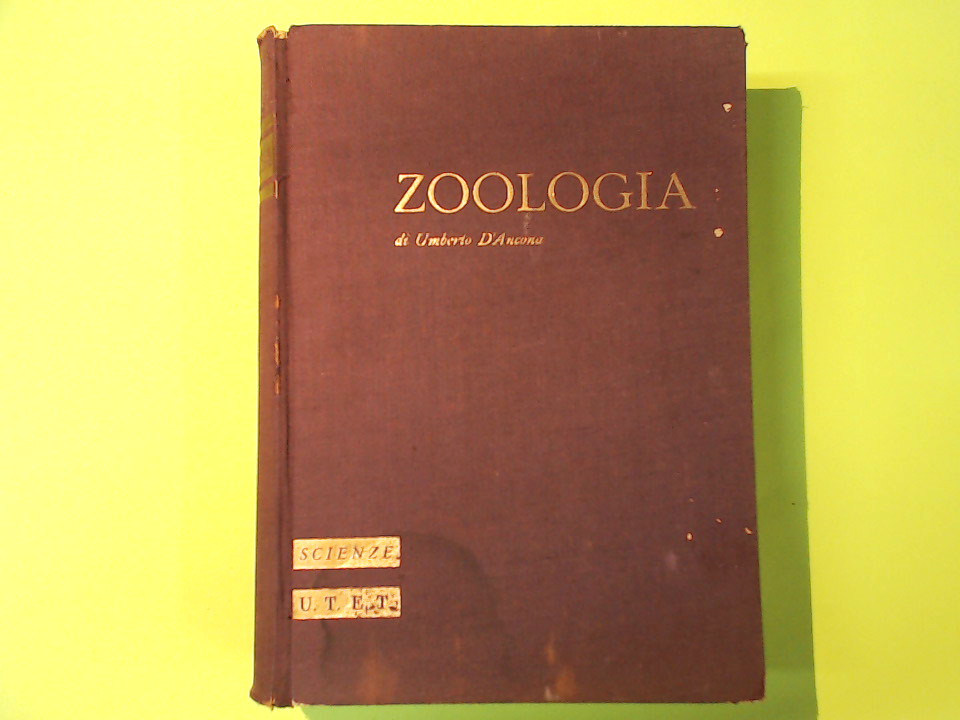 ZOOLOGIA
di Umberto D'Ancona
SCIENZE
U. T. E. T.